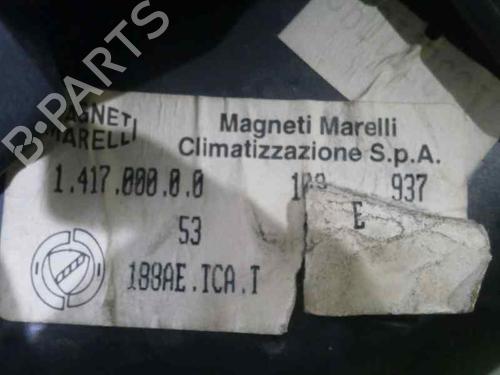 B-PARTS
MAGNETI
MARELLI
Magneti Marelli
Climatizzazione S.p.A.
1.417.000.0.0 937
E
53
188AE.TCA.T